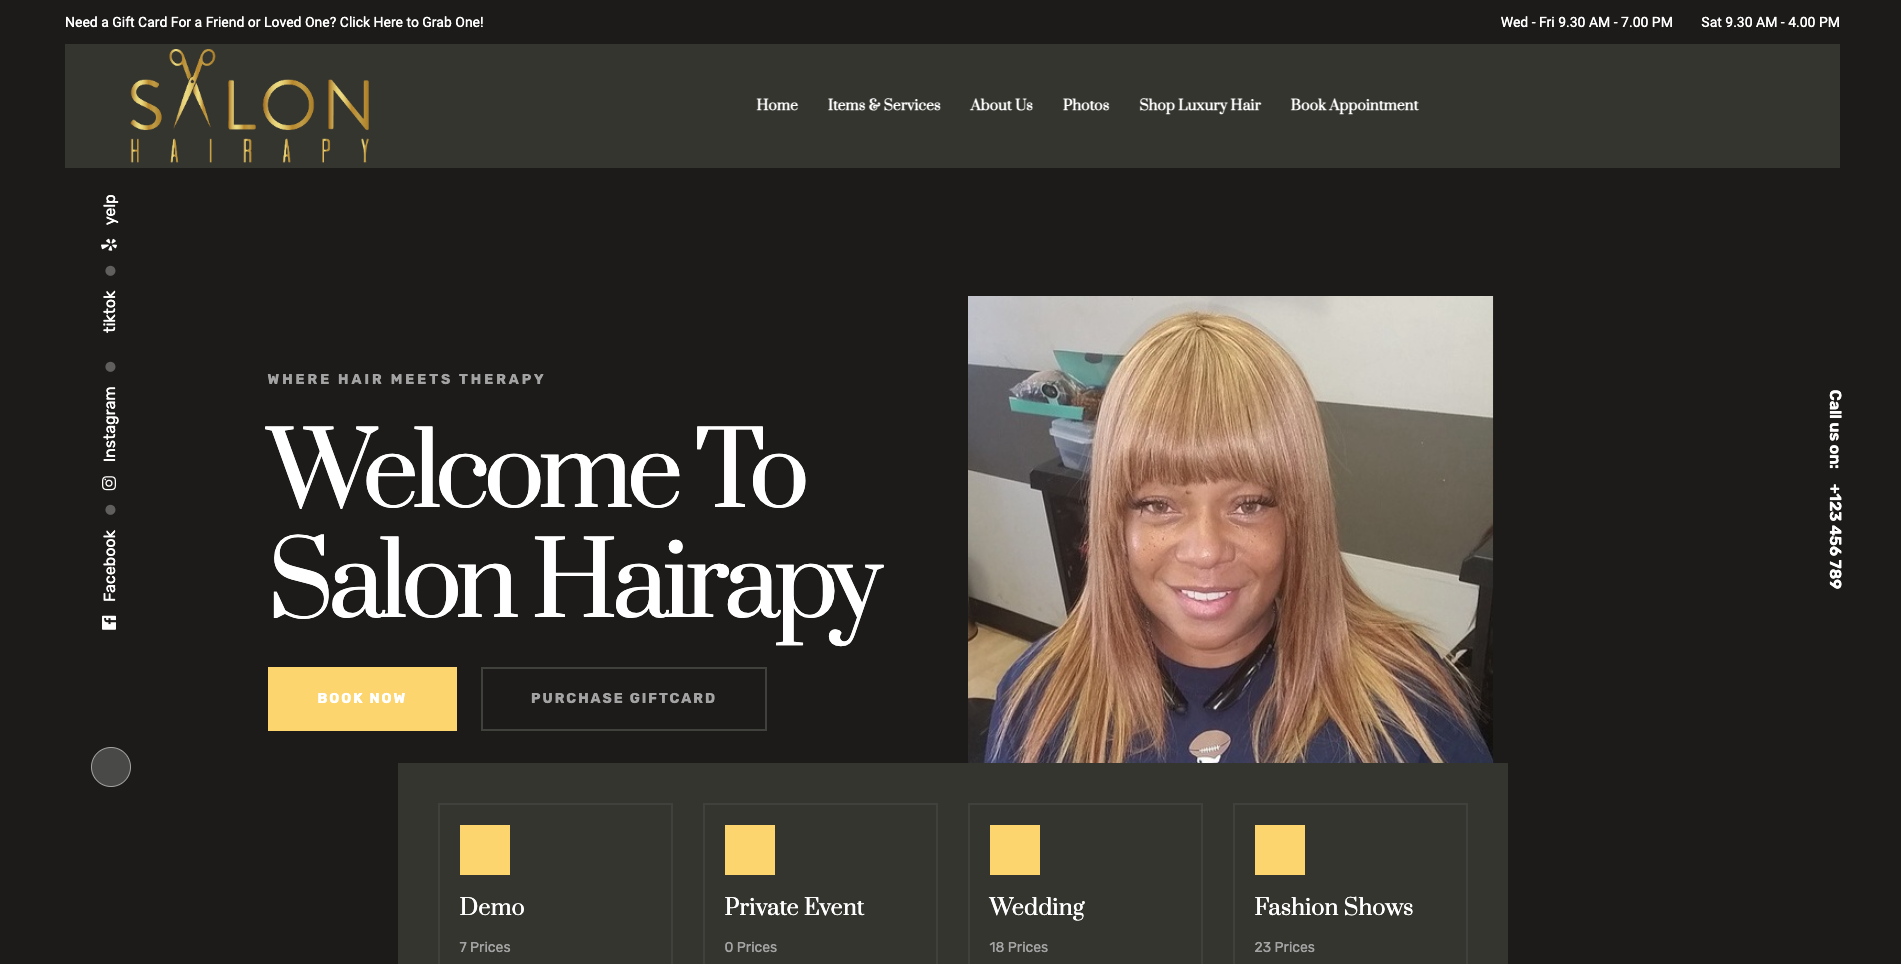 Need a Gift Card For a Friend or Loved One? Click Here to Grab One!
Wed - Fri 9.30 AM - 7.00 PM
Sat 9.30 AM - 4.00 PM
SALON
HAIRAPY
Home
Items & Services
About Us
Photos
Shop Luxury Hair
Book Appointment
yelp
tiktok
Instagram
Facebook
WHERE HAIR MEETS THERAPY
Welcome To
Salon Hairapy
BOOK NOW
PURCHASE GIFTCARD
Call us on: +123 456 789
Demo
7 Prices
Private Event
0 Prices
Wedding
18 Prices
Fashion Shows
23 Prices